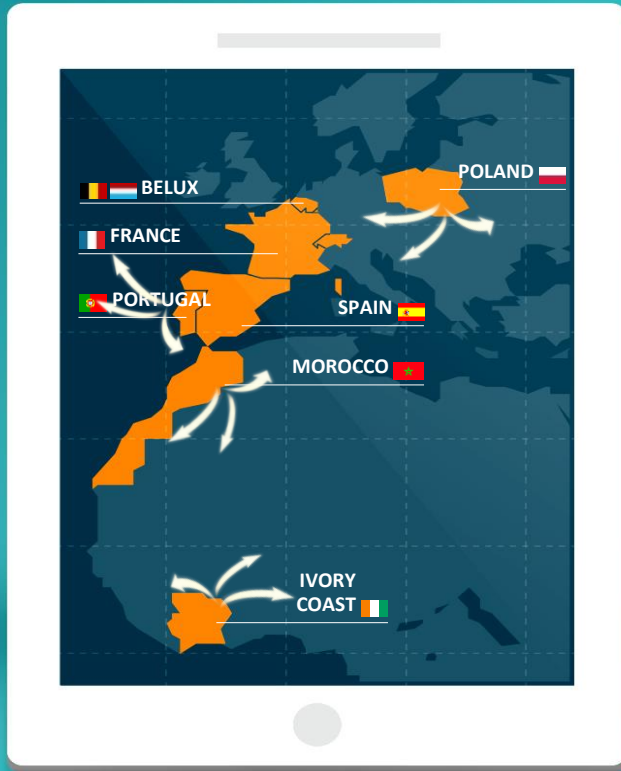 POLAND
BELUX
FRANCE
PORTUGAL
SPAIN
MOROCCO
IVORY
COAST